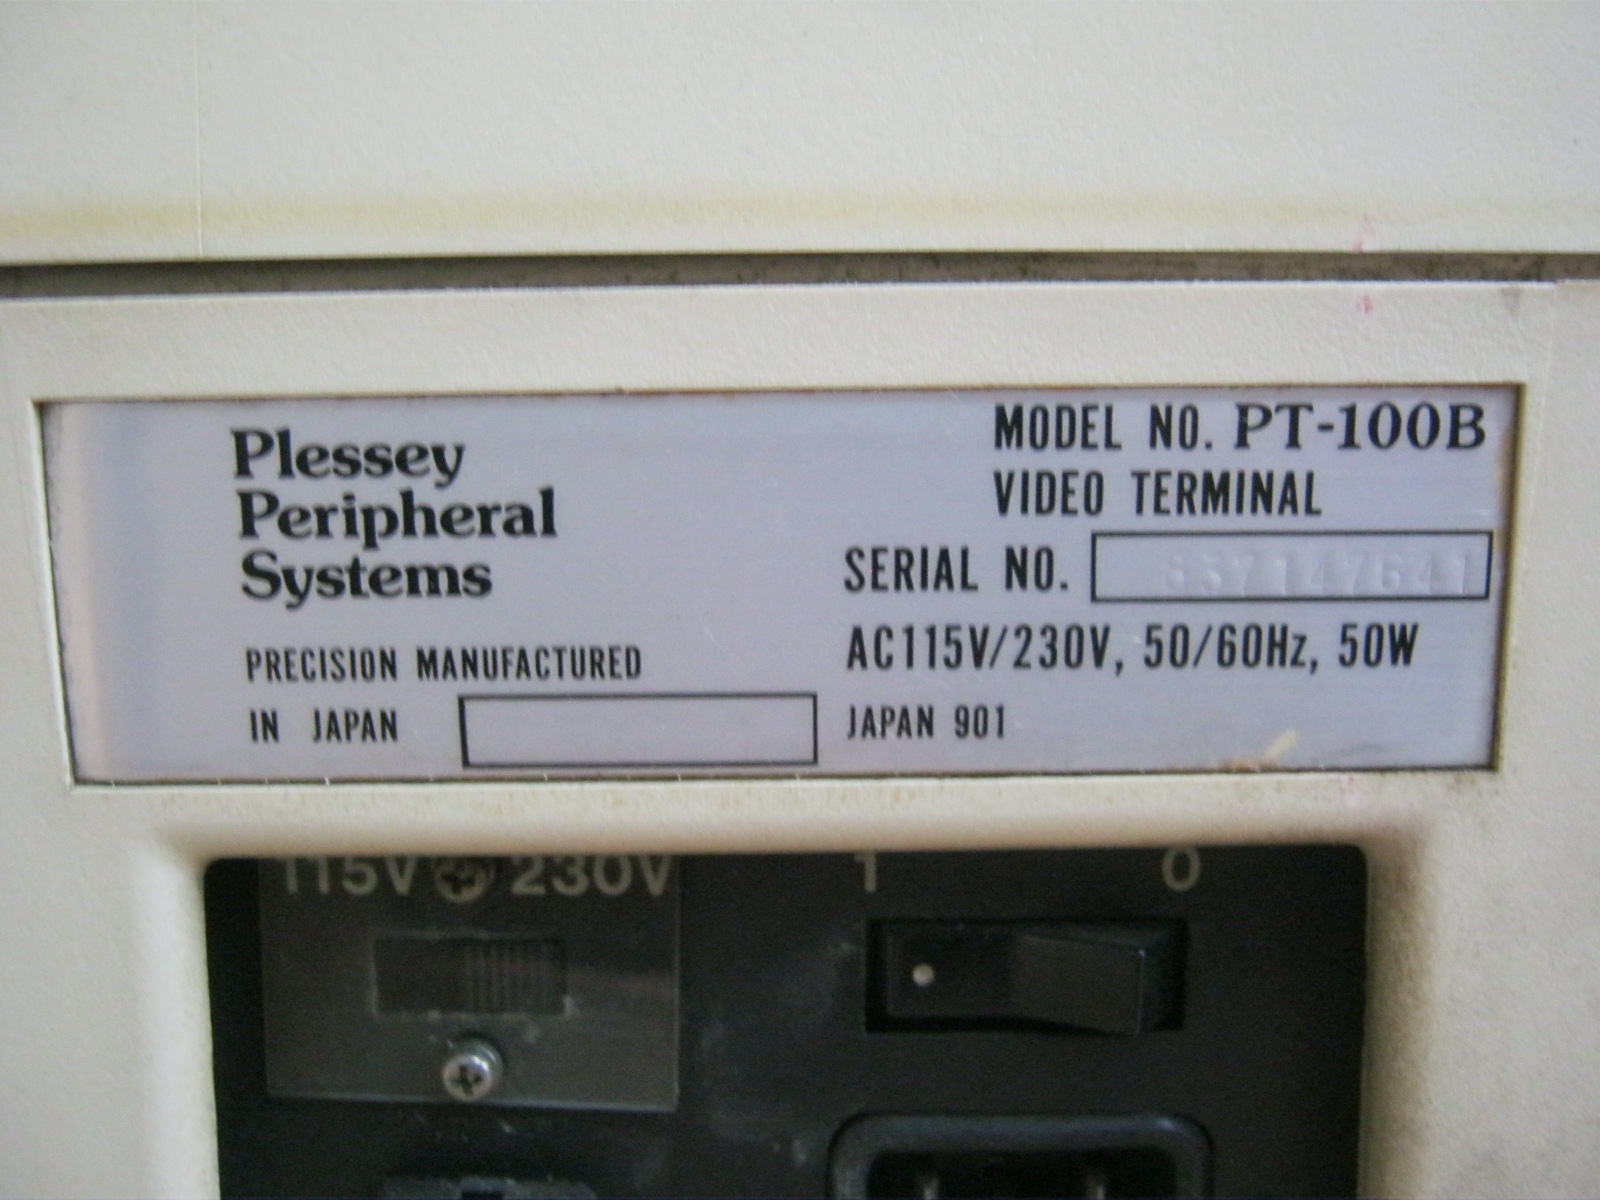 Plessey
Peripheral
Systems
PRECISION MANUFACTURED
IN JAPAN
MODEL NO. PT-100B
VIDEO TERMINAL
SERIAL NO.
AC115V/230V, 50/60Hz, 50W
JAPAN 901
115V 230V
1 0